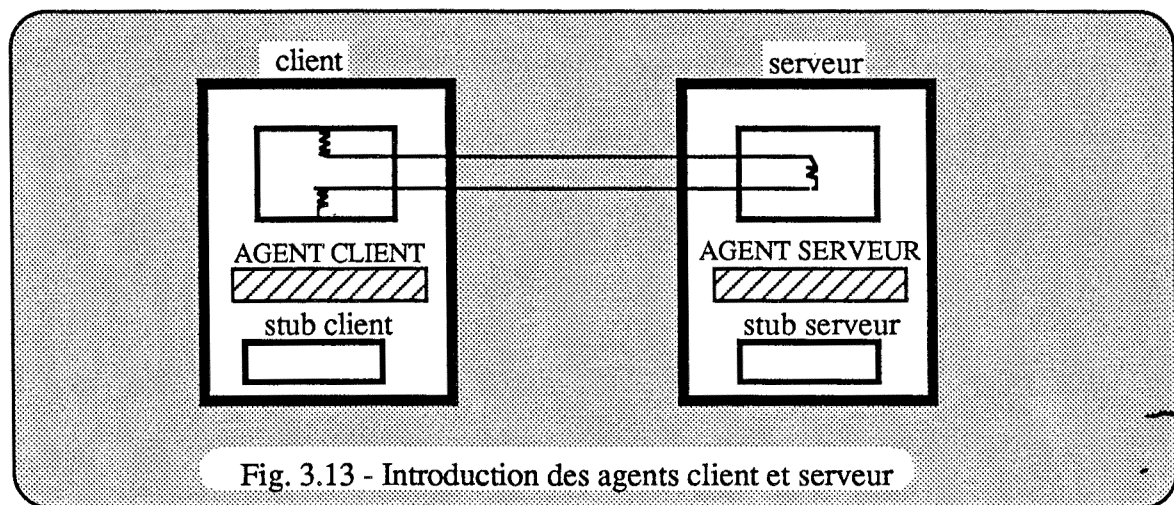 client
serveur
AGENT CLIENT
AGENT SERVEUR
stub client
stub serveur
Fig. 3.13 - Introduction des agents client et serveur